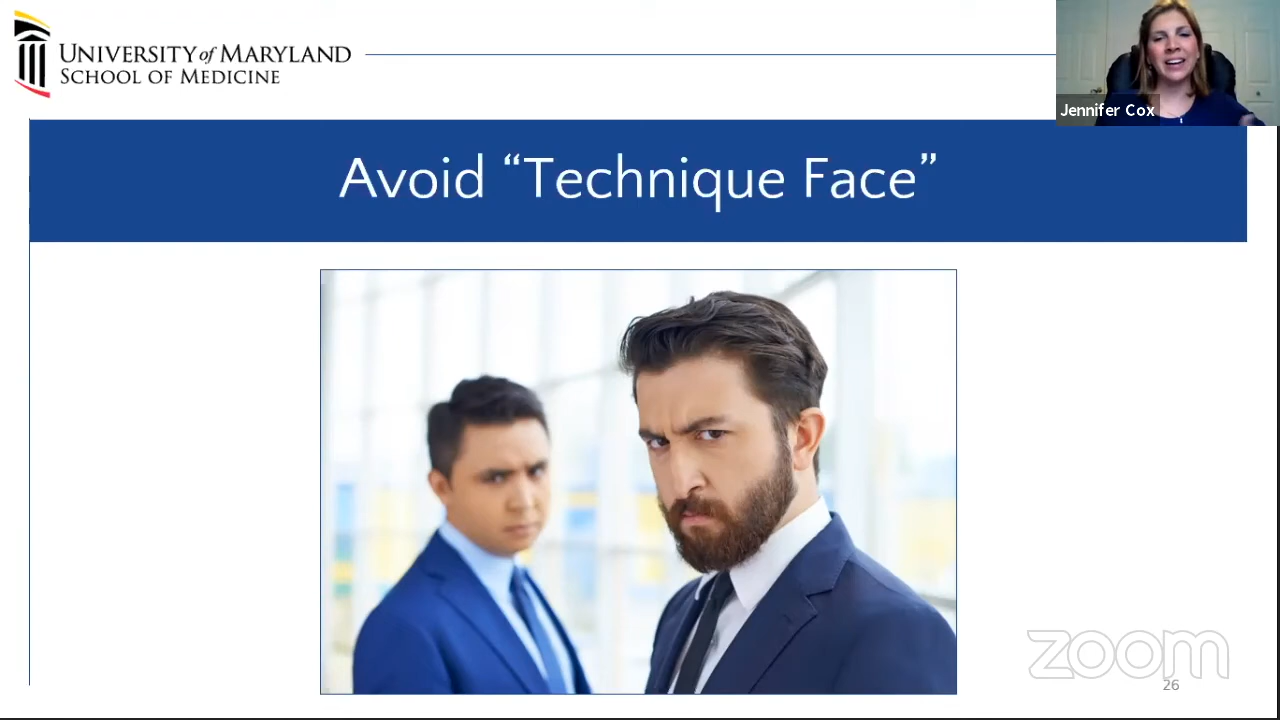 UNIVERSITY of MARYLAND
SCHOOL OF MEDICINE
Jennifer Cox
Avoid “Technique Face”
zoom
26